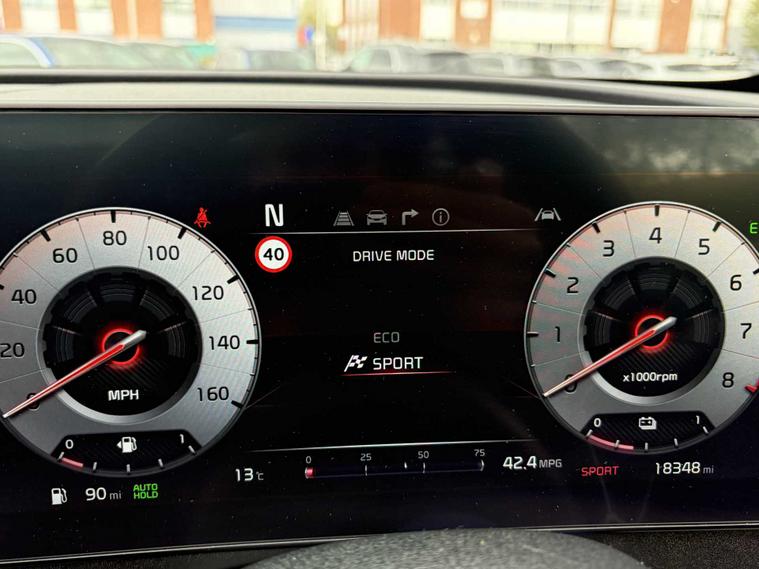 N
40
DRIVE MODE
ECO
SPORT
20
40
60
80
100
120
140
160
MPH
0
1
90 mi
AUTO HOLD
13°c
0
25
50
75
42.4 MPG
0
1
2
3
4
5
6
7
8
x1000rpm
0
1
SPORT
18348 mi